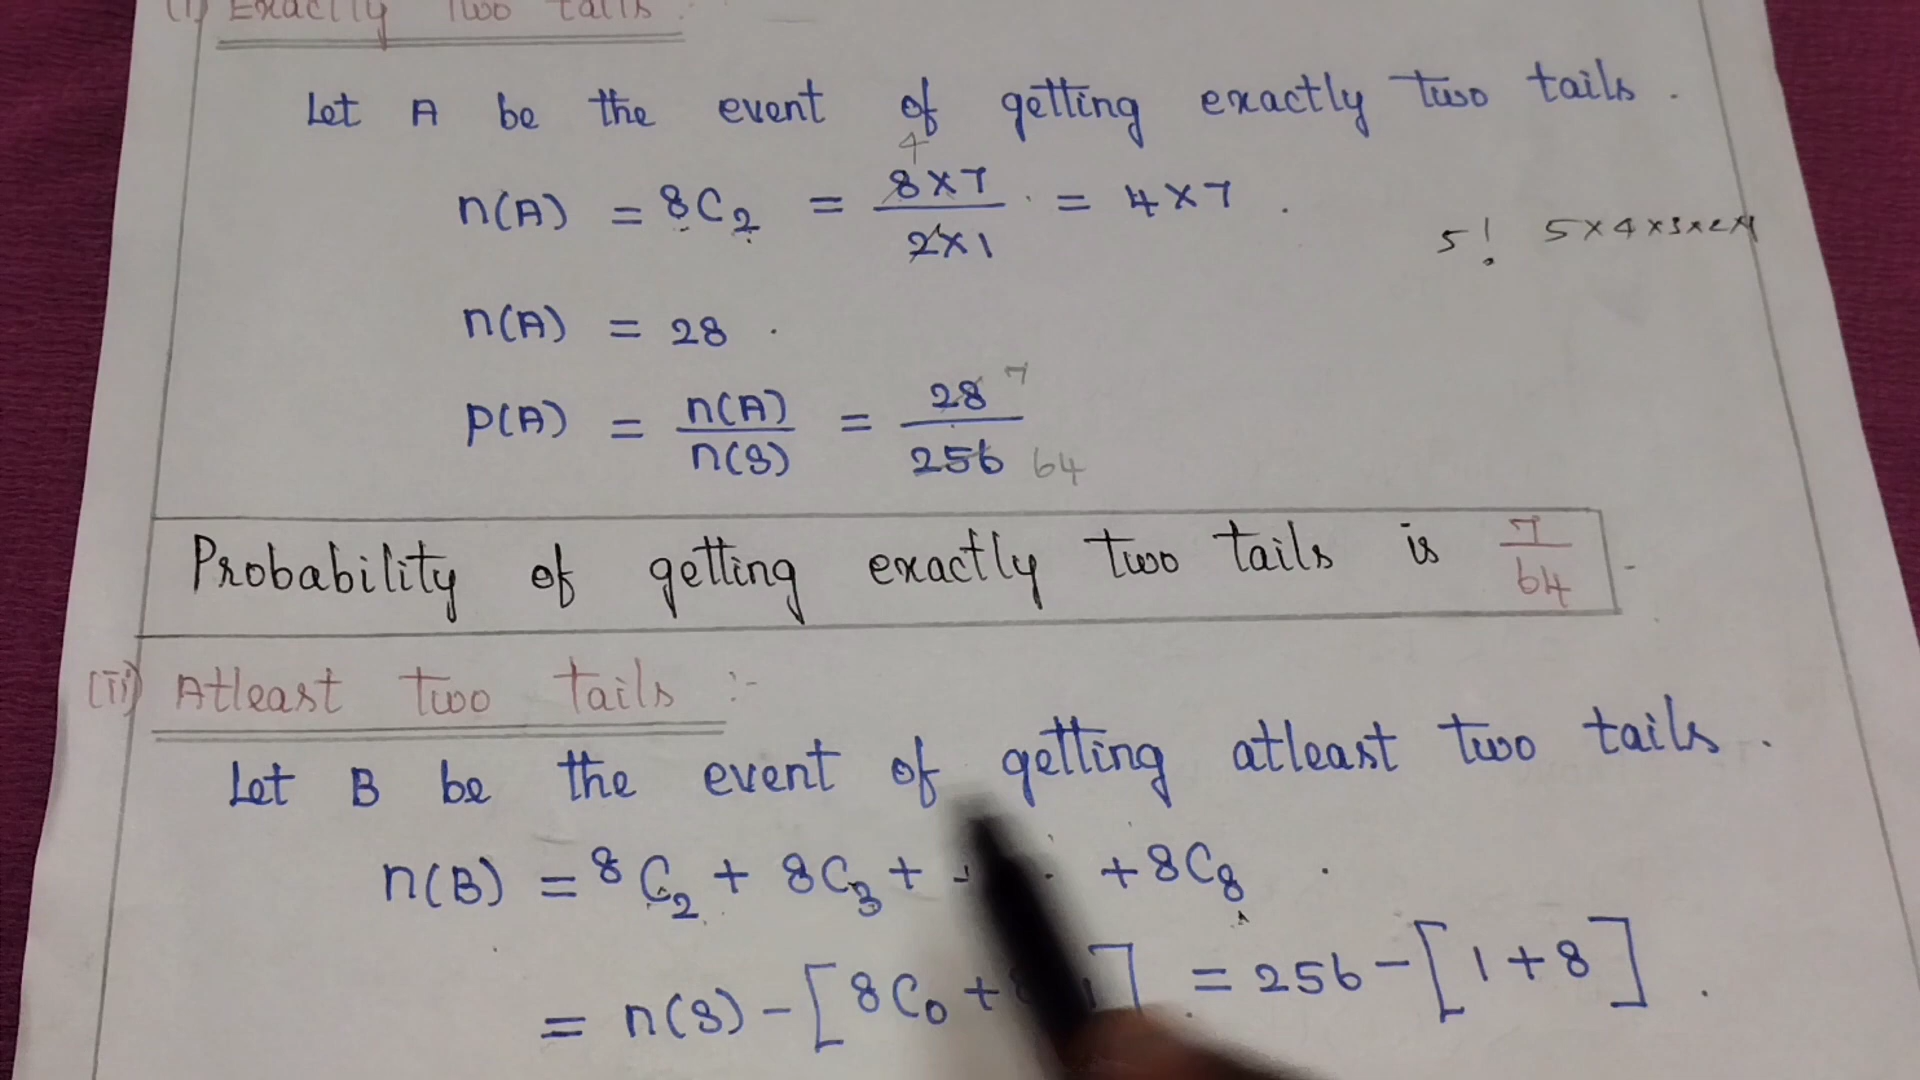 (i) Exactly Two tails
Let A be the event of getting exactly two tails .
n(A) = 8C2 = 8×7 / 2×1 = 4×7 .
4
5! 5×4×3×2×1
n(A) = 28 .
P(A) = n(A) / n(S) = 28 / 256
7
64
Probability of getting exactly two tails is 7/64
(ii) Atleast two tails :-
Let B be the event of getting atleast two tails .
n(B) = 8C2 + 8C3 + + 8C8 .
= n(S) - [8C0 + ] = 256 - [1+8] .